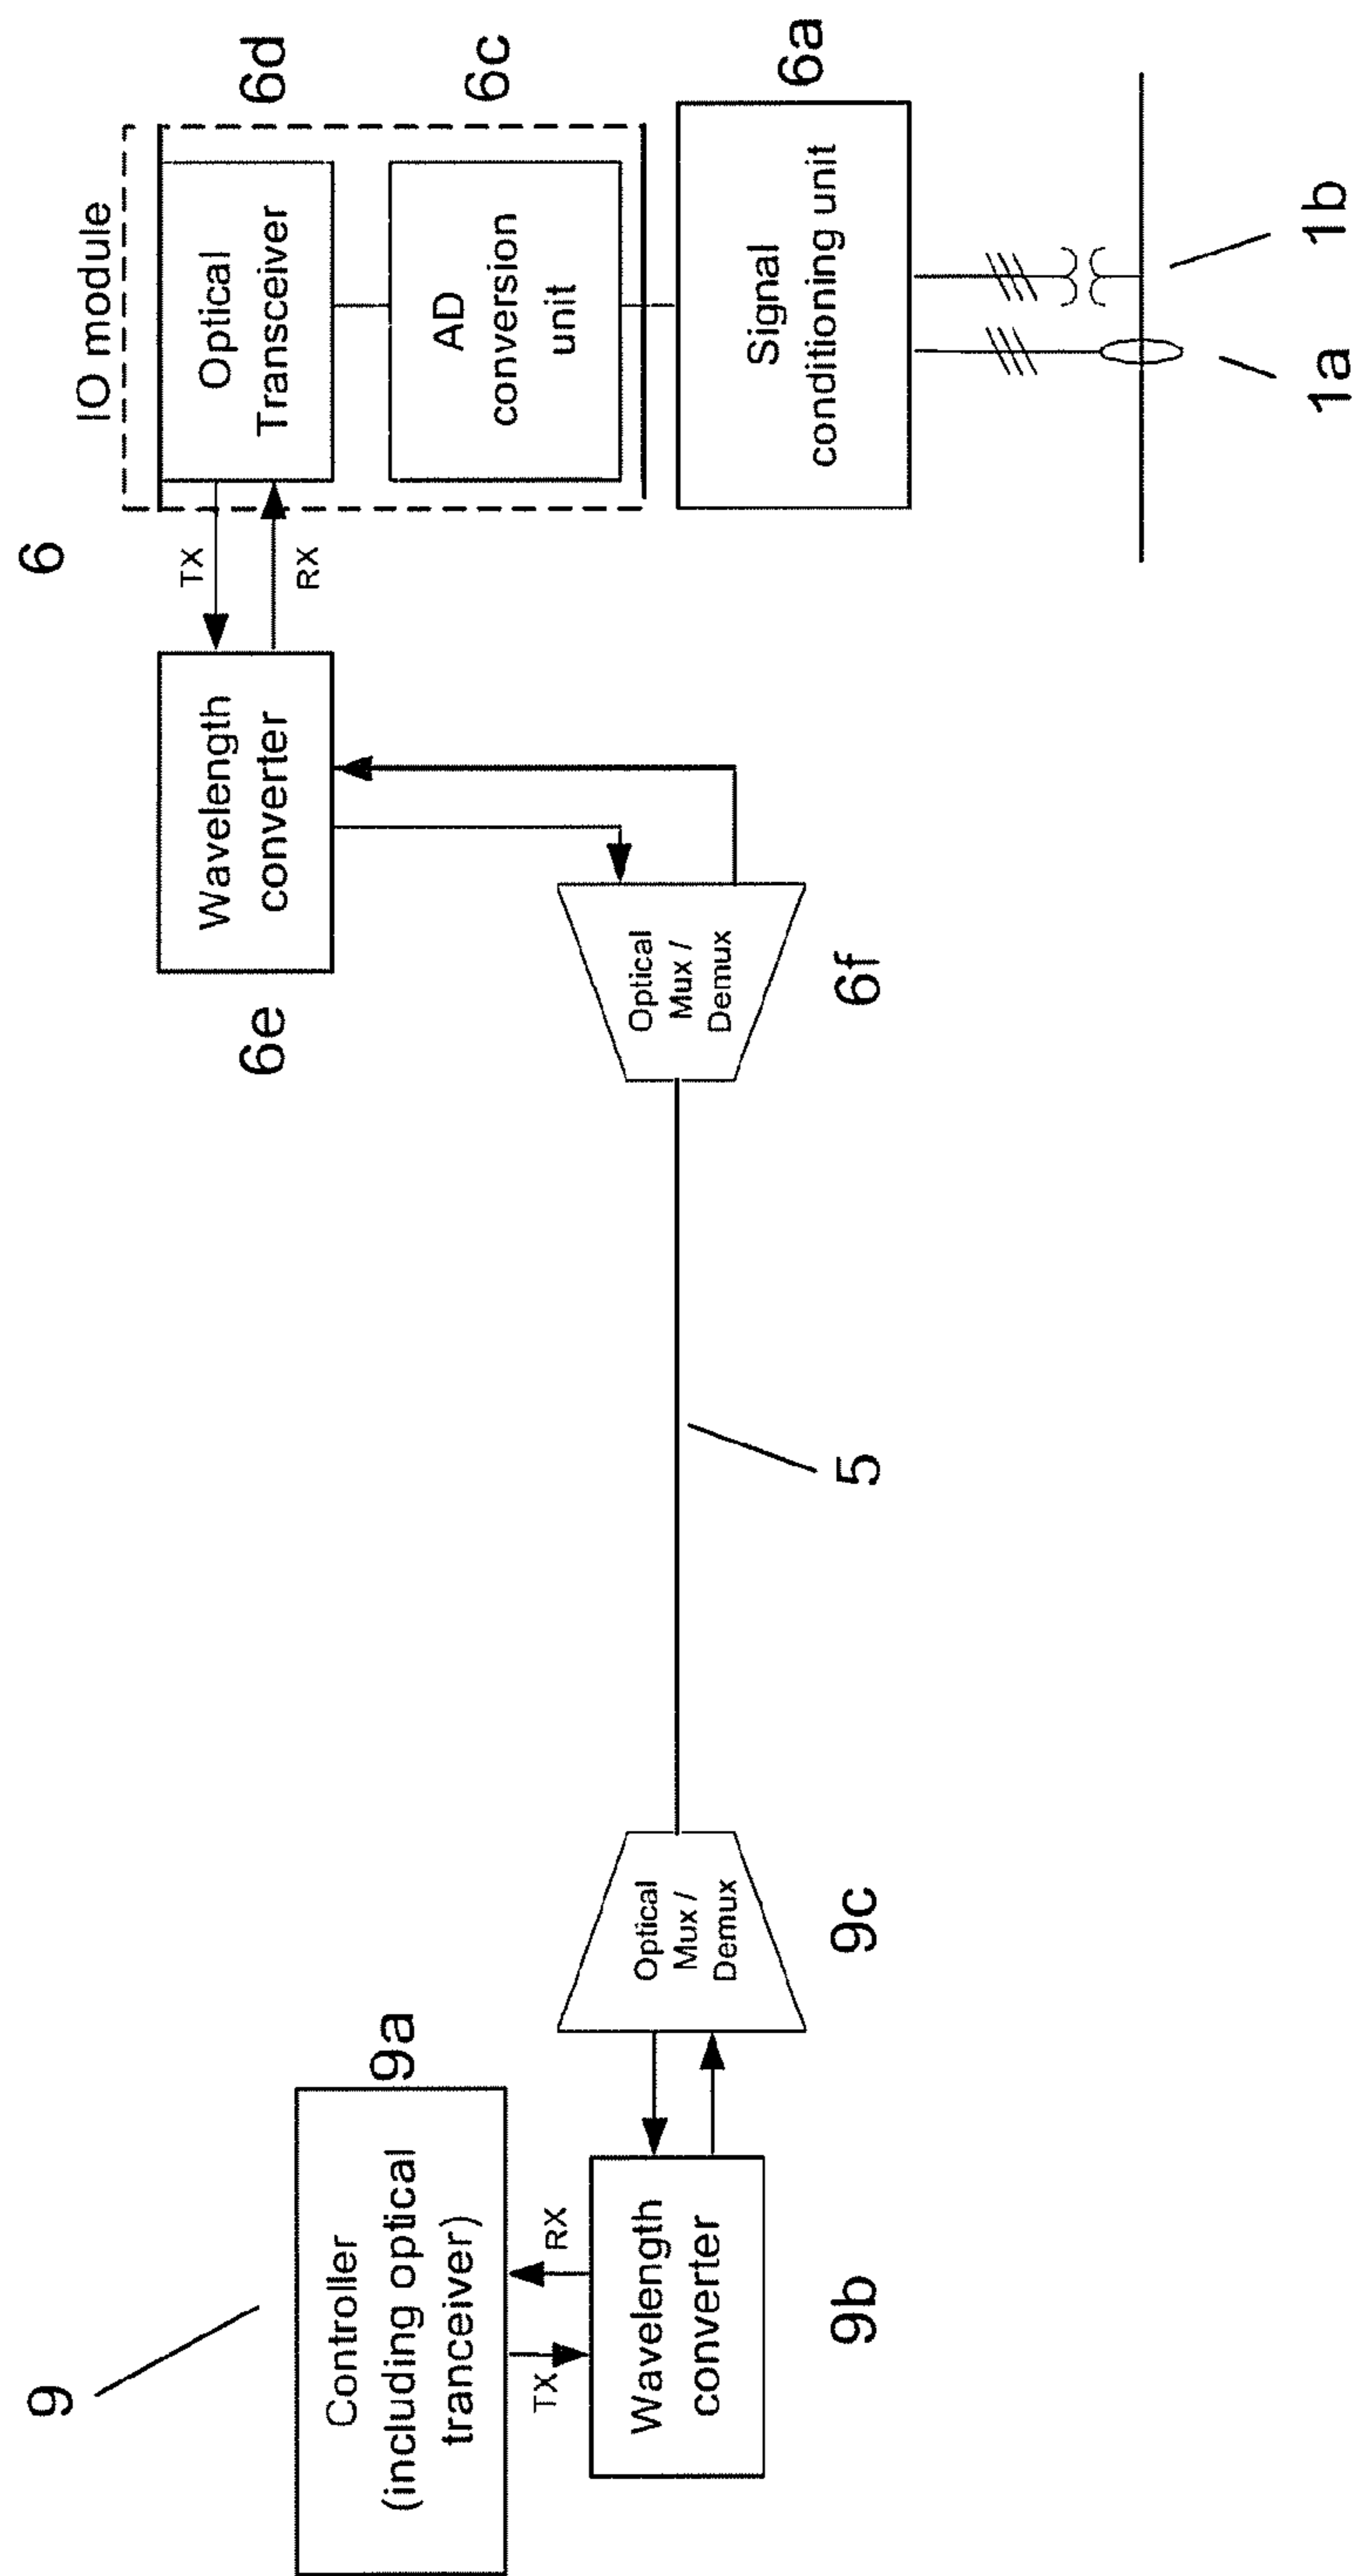 9
Controller
(including optical
tranceiver)
9a
TX
RX
Wavelength
converter
9b
Optical
Mux /
Demux
9c
5
Optical
Mux /
Demux
6f
Wavelength
converter
6e
6
TX
RX
IO module
Optical
Transceiver
6d
AD
conversion
unit
6c
Signal
conditioning unit
6a
1a
1b